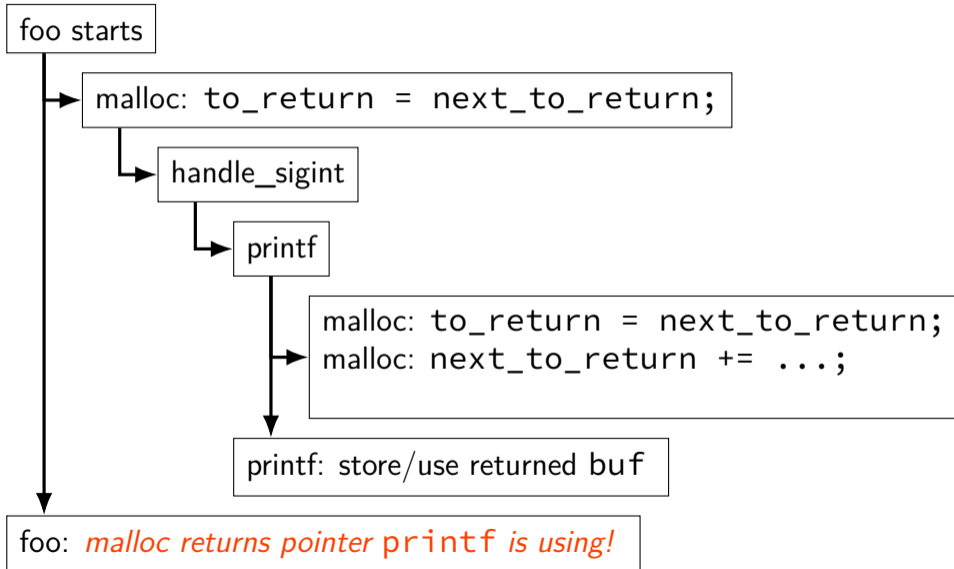 foo starts
malloc: to_return = next_to_return;
handle_sigint
printf
malloc: to_return = next_to_return;
malloc: next_to_return += ...;
printf: store/use returned buf
foo: malloc returns pointer printf is using!